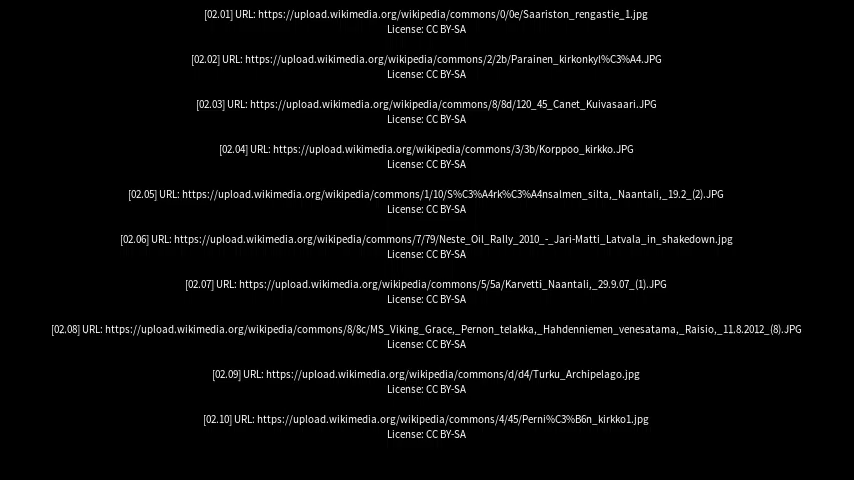 [02.01] URL: https://upload.wikimedia.org/wikipedia/commons/0/0e/Saariston_rengastie_1.jpg
License: CC BY-SA
[02.02] URL: https://upload.wikimedia.org/wikipedia/commons/2/2b/Parainen_kirkonkyl%C3%A4.JPG
License: CC BY-SA
[02.03] URL: https://upload.wikimedia.org/wikipedia/commons/8/8d/120_45_Canet_Kuivasaari.JPG
License: CC BY-SA
[02.04] URL: https://upload.wikimedia.org/wikipedia/commons/3/3b/Korppoo_kirkko.JPG
License: CC BY-SA
[02.05] URL: https://upload.wikimedia.org/wikipedia/commons/1/10/S%C3%A4rk%C3%A4nsalmen_silta,_Naantali,_19.2_(2).JPG
License: CC BY-SA
[02.06] URL: https://upload.wikimedia.org/wikipedia/commons/7/79/Neste_Oil_Rally_2010_-_Jari-Matti_Latvala_in_shakedown.jpg
License: CC BY-SA
[02.07] URL: https://upload.wikimedia.org/wikipedia/commons/5/5a/Karvetti_Naantali,_29.9.07_(1).JPG
License: CC BY-SA
[02.08] URL: https://upload.wikimedia.org/wikipedia/commons/8/8c/MS_Viking_Grace,_Pernon_telakka,_Hahdenniemen_venesatama,_Raisio,_11.8.2012_(8).JPG
License: CC BY-SA
[02.09] URL: https://upload.wikimedia.org/wikipedia/commons/d/d4/Turku_Archipelago.jpg
License: CC BY-SA
[02.10] URL: https://upload.wikimedia.org/wikipedia/commons/4/45/Perni%C3%B6n_kirkko1.jpg
License: CC BY-SA